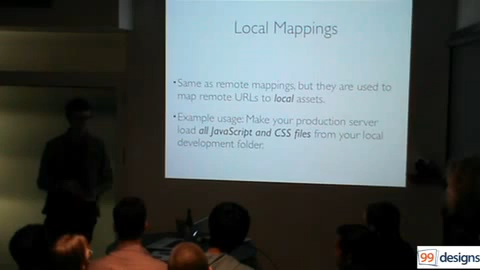 Local Mappings
•Same as remote mappings, but they are used to
map remote URLs to local assets.
•Example usage: Make your production server
load all JavaScript and CSS files from your local
development folder.
99designs